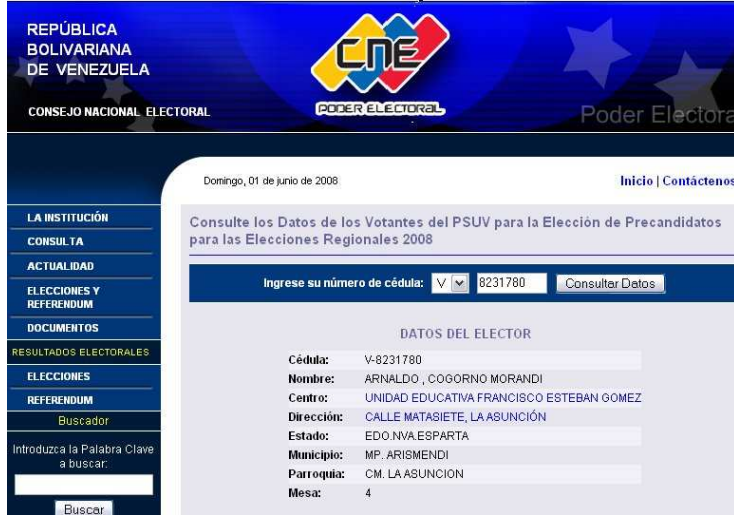 REPÚBLICA
BOLIVARIANA
DE VENEZUELA
CONSEJO NACIONAL ELECTORAL
CNE
PODER ELECTORAL
Poder Electora
Domingo, 01 de junio de 2008
Inicio | Contáctenos
LA INSTITUCIÓN
CONSULTA
ACTUALIDAD
ELECCIONES Y
REFERENDUM
DOCUMENTOS
RESULTADOS ELECTORALES
ELECCIONES
REFERENDUM
Buscador
Introduzca la Palabra Clave
a buscar:
Buscar
Consulte los Datos de los Votantes del PSUV para la Elección de Precandidatos
para las Elecciones Regionales 2008
Ingrese su número de cédula: V 8231780 Consultar Datos
DATOS DEL ELECTOR
Cédula: V-8231780
Nombre: ARNALDO , COGORNO MORANDI
Centro: UNIDAD EDUCATIVA FRANCISCO ESTEBAN GOMEZ
Dirección: CALLE MATASIETE, LA ASUNCIÓN
Estado: EDO.NVA.ESPARTA
Municipio: MP. ARISMENDI
Parroquia: CM. LA ASUNCION
Mesa: 4